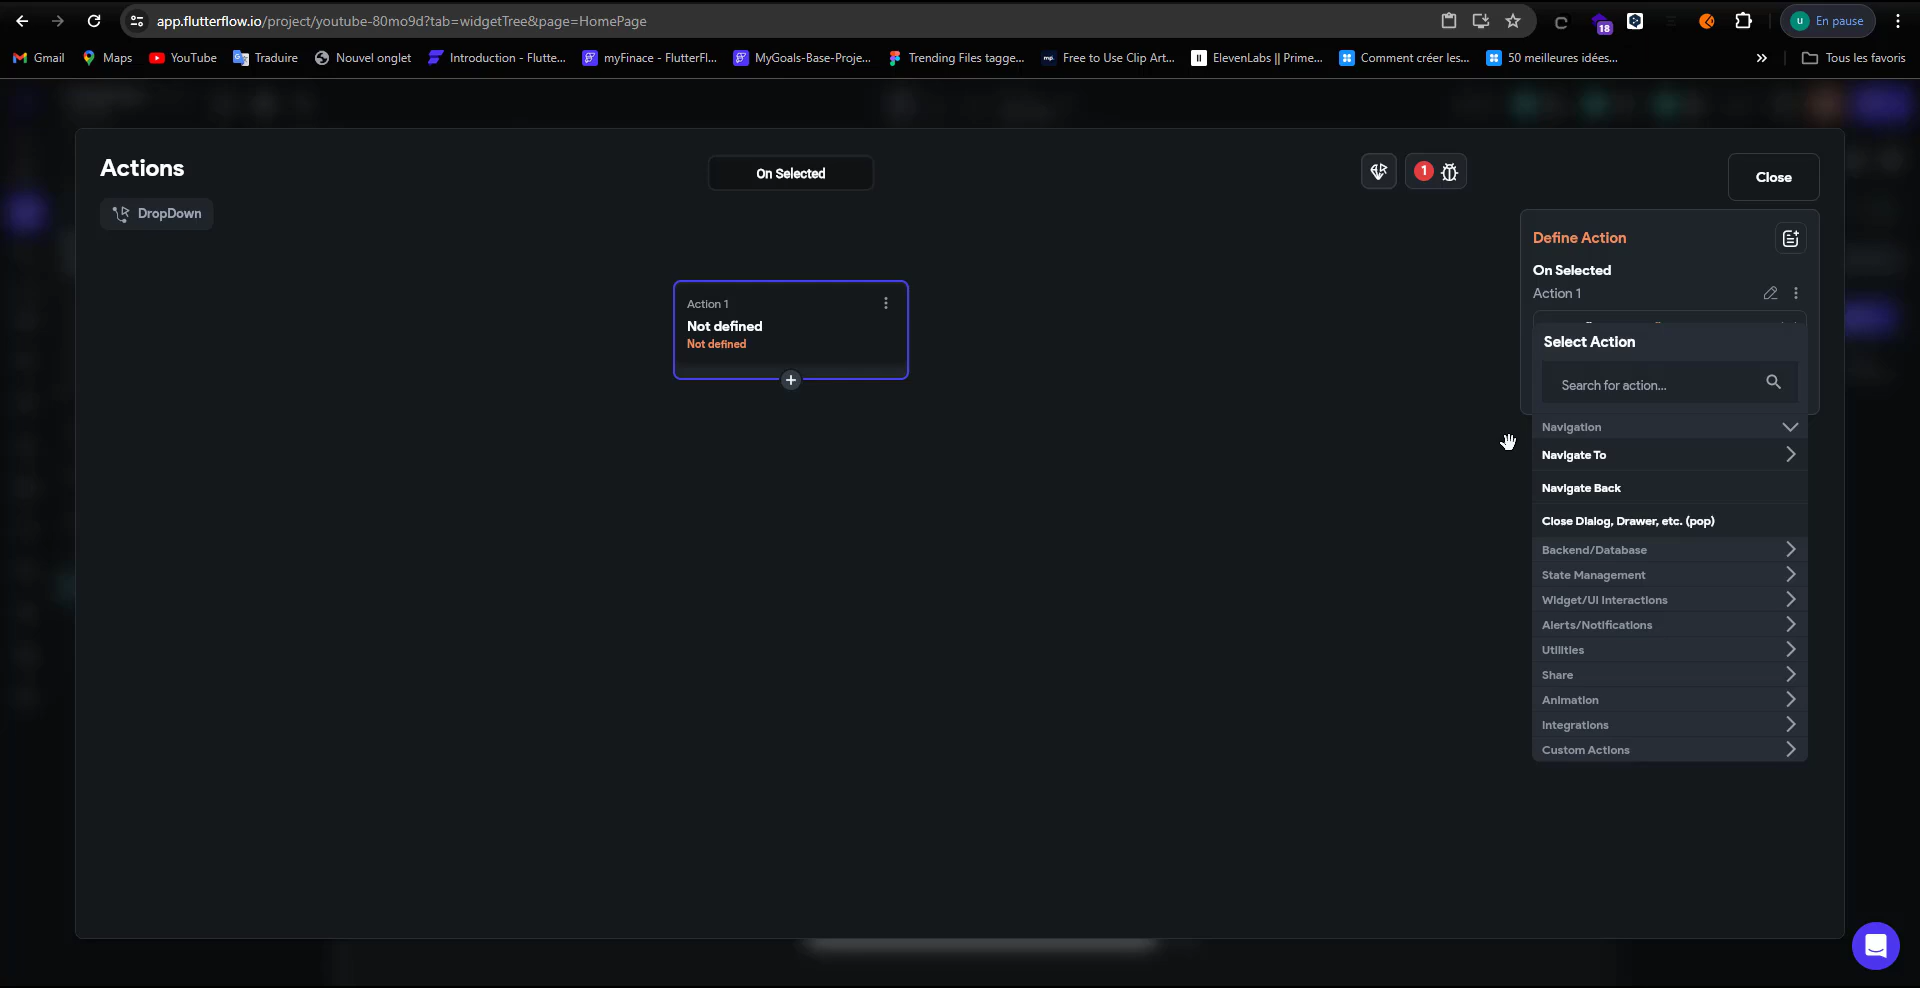 app.flutterflow.io/project/youtube-80mo9d?tab=widgetTree&page=HomePage
18
u En pause
Gmail Maps YouTube Traduire Nouvel onglet Introduction - Flutte... myFinace - FlutterFl... MyGoals-Base-Proje... Trending Files tagge... Free to Use Clip Art... ElevenLabs || Prime... Comment créer les... 50 meilleures idées... » Tous les favoris
Actions
On Selected
1
Close
DropDown
Define Action
On Selected
Action 1
Action 1
Not defined
Not defined
Select Action
Search for action...
Navigation
Navigate To
Navigate Back
Close Dialog, Drawer, etc. (pop)
Backend/Database
State Management
Widget/UI Interactions
Alerts/Notifications
Utilities
Share
Animation
Integrations
Custom Actions